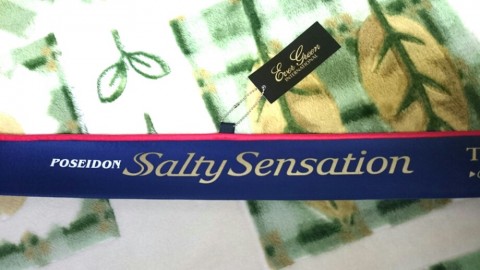 Ever Green
INTERNATIONAL
POSEIDON Salty Sensation